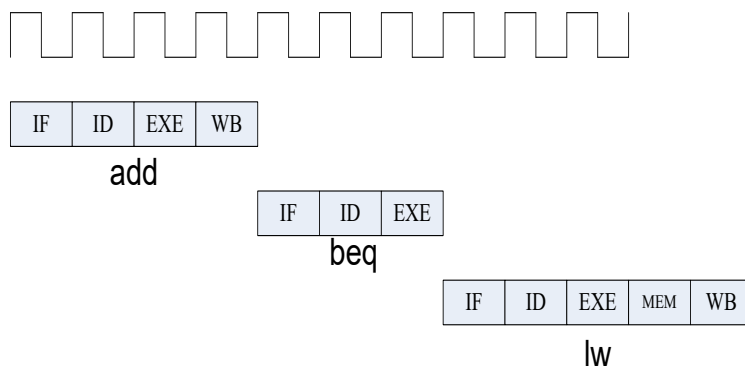 IF ID EXE WB
add
IF ID EXE
beq
IF ID EXE MEM WB
lw